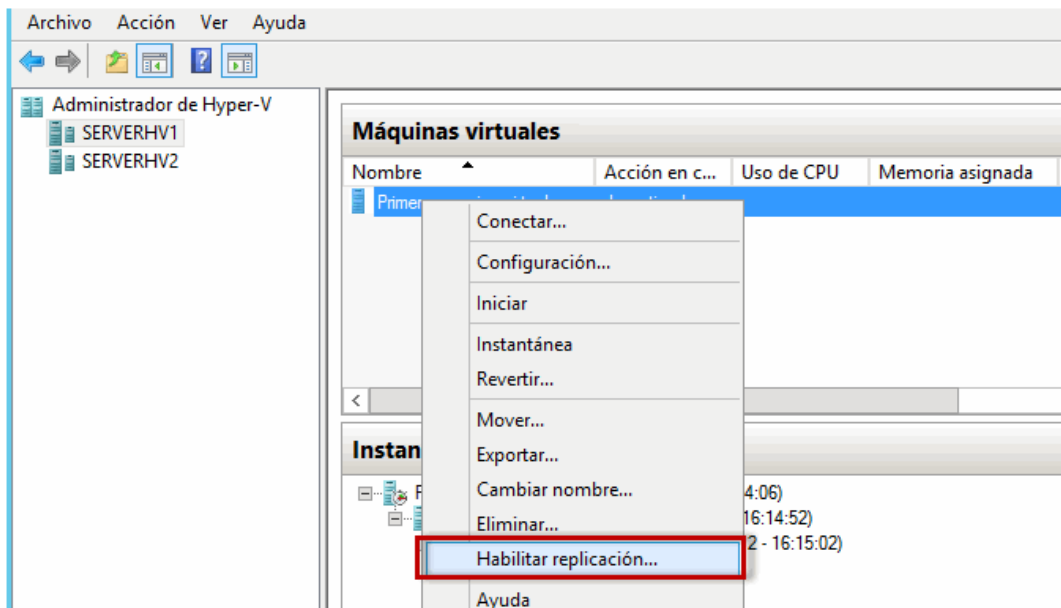 Archivo Acción Ver Ayuda
Administrador de Hyper-V
SERVERHV1
SERVERHV2
Máquinas virtuales
Nombre Acción en c... Uso de CPU Memoria asignada
Primer
Conectar...
Configuración...
Iniciar
Instantánea
Revertir...
Mover...
Instan
Exportar...
Cambiar nombre...
4:06)
Eliminar...
16:14:52)
2 - 16:15:02)
Habilitar replicación...
Ayuda